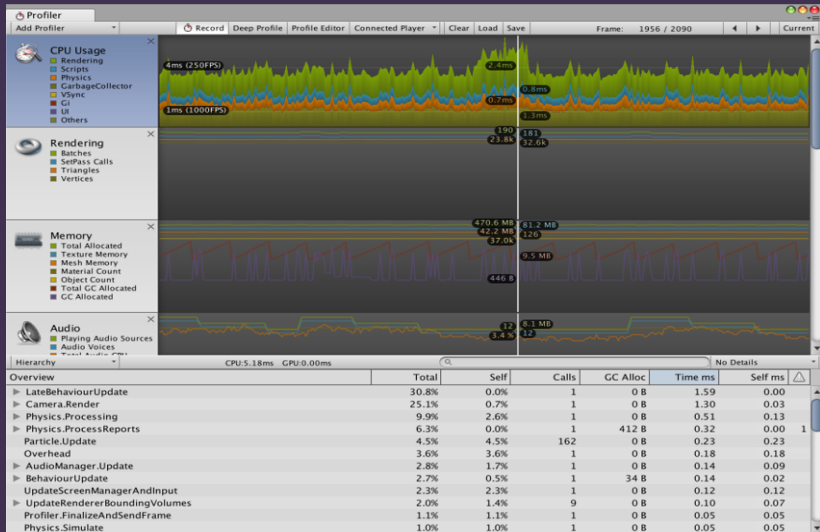 Profiler
Add Profiler Record Deep Profile Profiler Editor Connected Player Clear Load Save Frame: 1956 / 2090 Current
CPU Usage
Rendering
Scripts
Physics
GarbageCollector
VSync
Gi
UI
Others
4ms (250FPS)
1ms (1000FPS)
2.4ms
0.8ms
0.7ms
1.3ms
Rendering
Batches
SetPass Calls
Triangles
Vertices
190 181
23.8k 32.6k
Memory
Total Allocated
Texture Memory
Mesh Memory
Material Count
Object Count
Total GC Allocated
GC Allocated
470.6 MB 81.2 MB
42.2 MB 126
37.0k
9.5 MB
446 B
Audio
Playing Audio Sources
Audio Voices
Total Audio CPU
12 8.1 MB
3.4 % 12
Hierarchy CPU:5.18ms GPU:0.00ms No Details
Overview Total Self Calls GC Alloc Time ms Self ms
LateBehaviourUpdate 30.8% 0.0% 1 0 B 1.59 0.00
Camera.Render 25.1% 0.7% 1 0 B 1.30 0.03
Physics.Processing 9.9% 2.6% 1 0 B 0.51 0.13
Physics.ProcessReports 6.3% 0.0% 1 412 B 0.32 0.00 1
Particle.Update 4.5% 4.5% 162 0 B 0.23 0.23
Overhead 3.6% 3.6% 1 0 B 0.18 0.18
AudioManager.Update 2.8% 1.7% 1 0 B 0.14 0.09
BehaviourUpdate 2.7% 0.5% 1 34 B 0.14 0.02
UpdateScreenManagerAndInput 2.3% 2.3% 1 0 B 0.12 0.12
UpdateRendererBoundingVolumes 2.0% 1.4% 9 0 B 0.10 0.07
Profiler.FinalizeAndSendFrame 1.1% 1.1% 1 0 B 0.05 0.05
Physics.Simulate 1.0% 1.0% 1 0 B 0.05 0.05